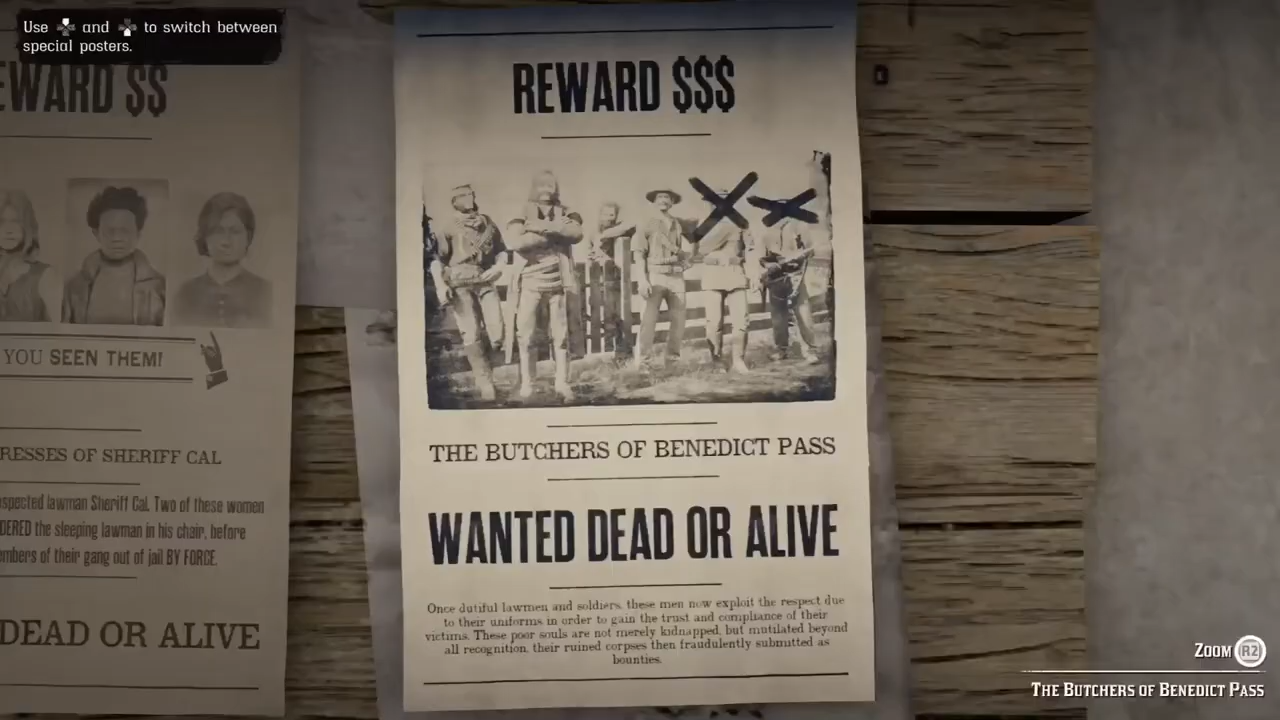 Use and to switch between
special posters.
EWARD $$
YOU SEEN THEM!
RESSES OF SHERIFF CAL
spected lawman Sheriff Cal. Two of these women
DERED the sleeping lawman in his chair, before
mbers of their gang out of jail BY FORCE.
DEAD OR ALIVE
REWARD $$$
THE BUTCHERS OF BENEDICT PASS
WANTED DEAD OR ALIVE
Once dutiful lawmen and soldiers, these men now exploit the respect due
to their uniforms in order to gain the trust and compliance of their
victims. These poor souls are not merely kidnapped, but mutilated beyond
all recognition, their ruined corpses then fraudulently submitted as
bounties.
ZOOM R2
THE BUTCHERS OF BENEDICT PASS